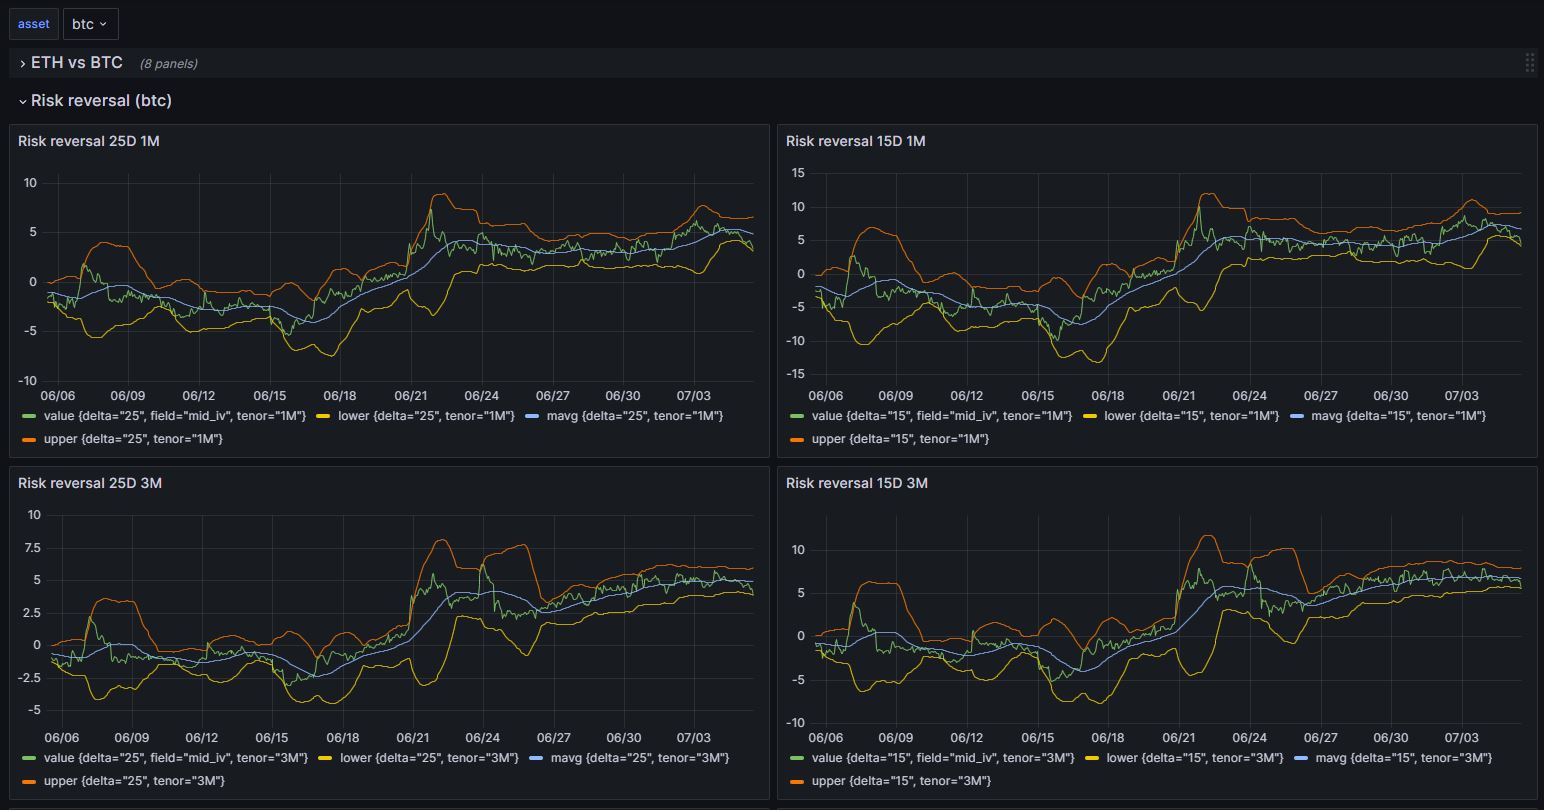 asset btc
ETH vs BTC (8 panels)
Risk reversal (btc)
Risk reversal 25D 1M
10
5
0
-5
-10
06/06 06/09 06/12 06/15 06/18 06/21 06/24 06/27 06/30 07/03
value {delta="25", field="mid_iv", tenor="1M"} lower {delta="25", tenor="1M"} mavg {delta="25", tenor="1M"}
upper {delta="25", tenor="1M"}
Risk reversal 15D 1M
15
10
5
0
-5
-10
-15
06/06 06/09 06/12 06/15 06/18 06/21 06/24 06/27 06/30 07/03
value {delta="15", field="mid_iv", tenor="1M"} lower {delta="15", tenor="1M"} mavg {delta="15", tenor="1M"}
upper {delta="15", tenor="1M"}
Risk reversal 25D 3M
10
7.5
5
2.5
0
-2.5
-5
06/06 06/09 06/12 06/15 06/18 06/21 06/24 06/27 06/30 07/03
value {delta="25", field="mid_iv", tenor="3M"} lower {delta="25", tenor="3M"} mavg {delta="25", tenor="3M"}
upper {delta="25", tenor="3M"}
Risk reversal 15D 3M
10
5
0
-5
-10
06/06 06/09 06/12 06/15 06/18 06/21 06/24 06/27 06/30 07/03
value {delta="15", field="mid_iv", tenor="3M"} lower {delta="15", tenor="3M"} mavg {delta="15", tenor="3M"}
upper {delta="15", tenor="3M"}